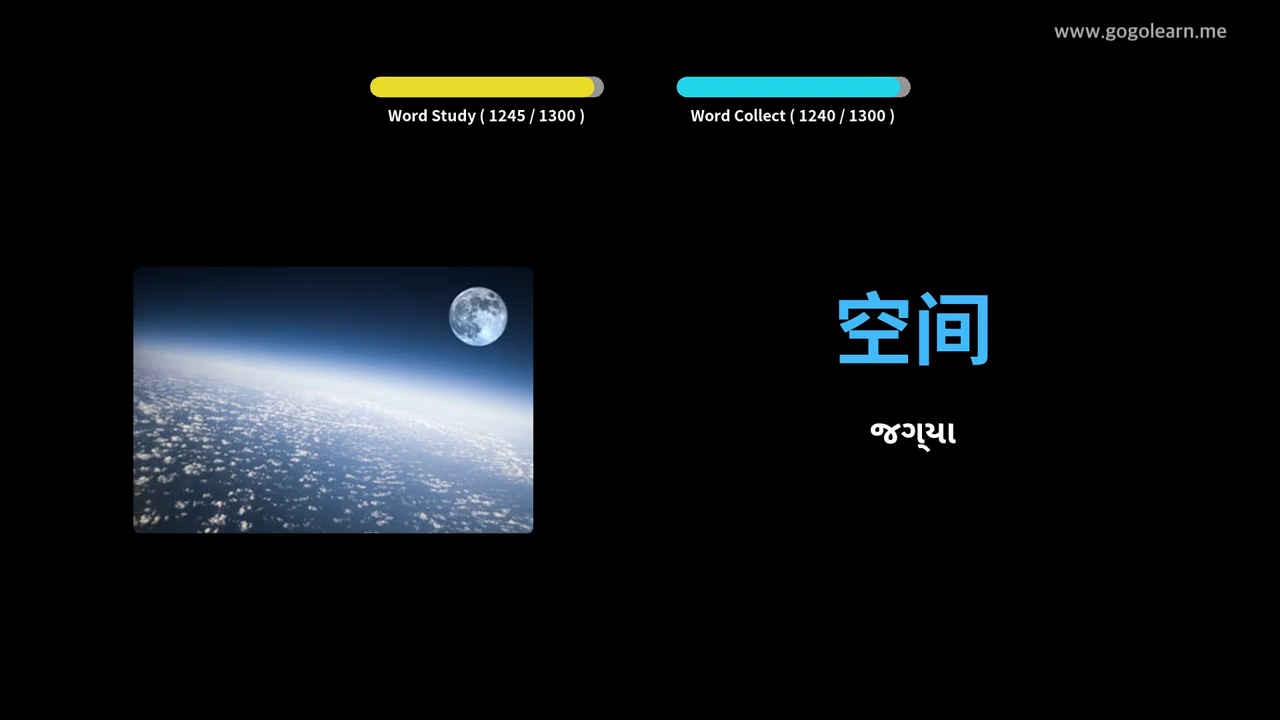 www.gogolearn.me
Word Study ( 1245 / 1300 )
Word Collect ( 1240 / 1300 )
空间
જગ્યા